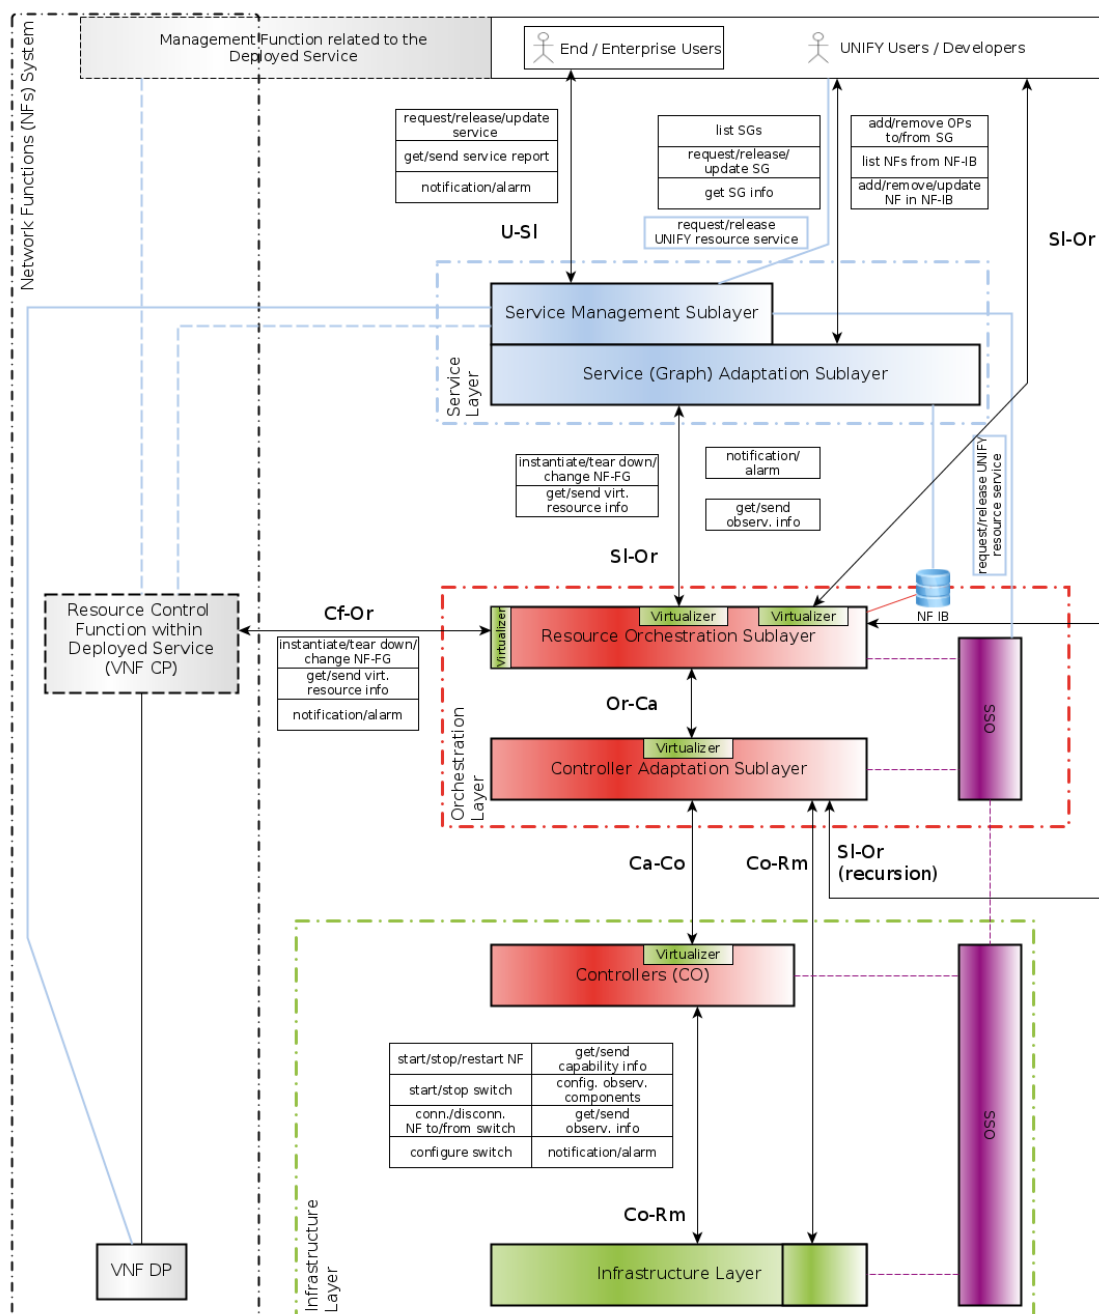 Network Functions (NFs) System
Management Function related to the
Deployed Service
End / Enterprise Users
UNIFY Users / Developers
request/release/update
service
get/send service report
notification/alarm
list SGs
request/release/
update SG
get SG info
add/remove OPs
to/from SG
list NFs from NF-IB
add/remove/update
NF in NF-IB
request/release
UNIFY resource service
U-Sl
Sl-Or
Service Management Sublayer
Service (Graph) Adaptation Sublayer
Service
Layer
instantiate/tear down/
change NF-FG
get/send virt.
resource info
notification/
alarm
get/send
observ. info
request/release UNIFY
resource service
Sl-Or
NF IB
Resource Control
Function within
Deployed Service
(VNF CP)
Cf-Or
instantiate/tear down/
change NF-FG
get/send virt.
resource info
notification/alarm
Virtualizer
Virtualizer
Virtualizer
Resource Orchestration Sublayer
Or-Ca
OSS
Virtualizer
Controller Adaptation Sublayer
Orchestration
Layer
Ca-Co
Co-Rm
Sl-Or
(recursion)
Virtualizer
Controllers (CO)
start/stop/restart NF
get/send
capability info
start/stop switch
config. observ.
components
conn./disconn.
NF to/from switch
get/send
observ. info
configure switch
notification/alarm
OSS
Co-Rm
Infrastructure
Layer
VNF DP
Infrastructure Layer